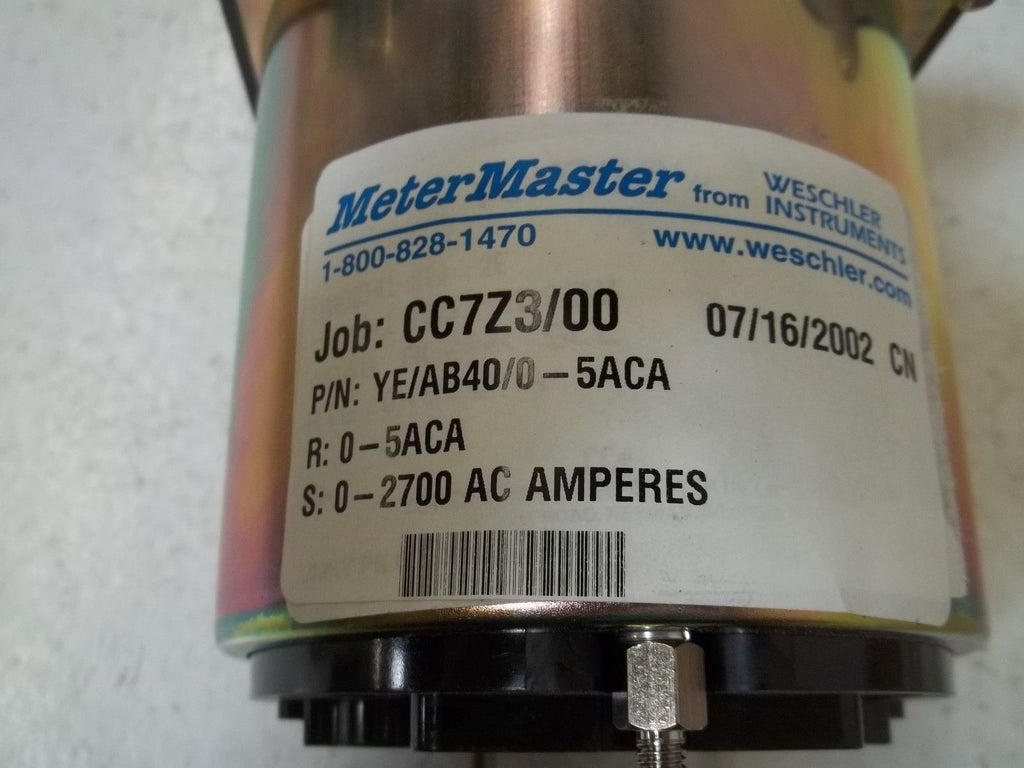 MeterMaster from WESCHLER INSTRUMENTS
1-800-828-1470 www.weschler.com
Job: CC7Z3/00 07/16/2002 CN
P/N: YE/AB40/0-5ACA
R: 0-5ACA
S: 0-2700 AC AMPERES